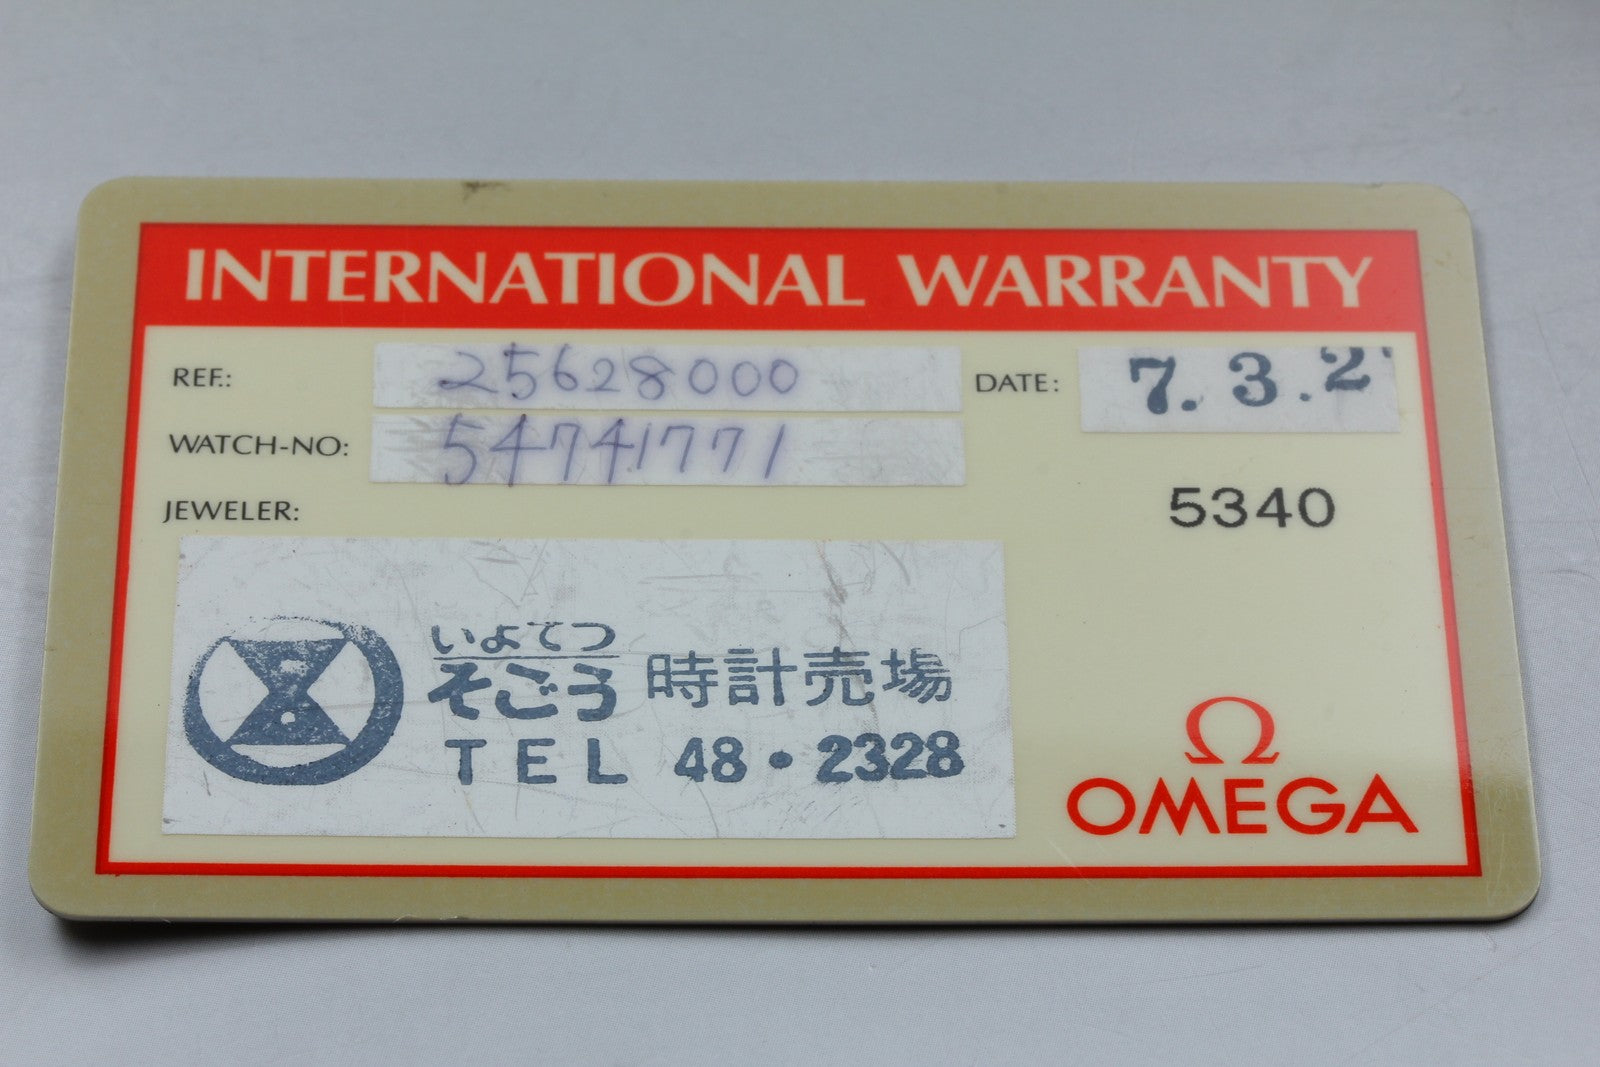 INTERNATIONAL WARRANTY
REF.: 25628000 DATE: 7.3.2
WATCH-NO: 54741771
JEWELER:
5340
いよてつ
そごう 時計売場
TEL 48・2328
Ω
OMEGA